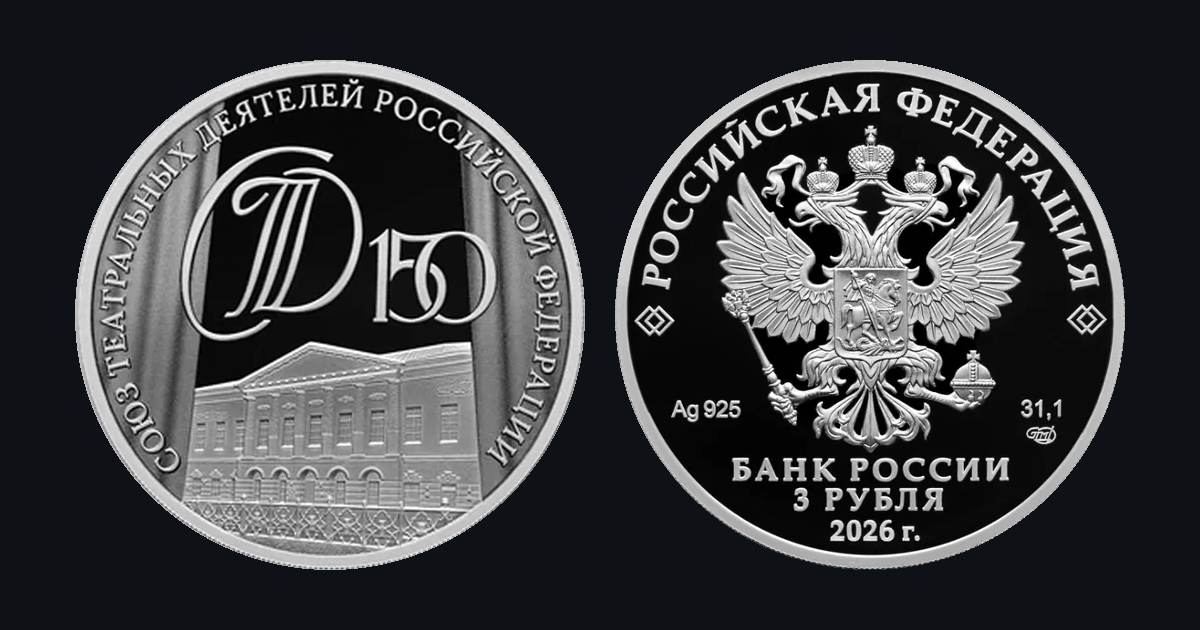 СОЮЗ ТЕАТРАЛЬНЫХ ДЕЯТЕЛЕЙ РОССИЙСКОЙ ФЕДЕРАЦИИ
СТД
150
РОССИЙСКАЯ ФЕДЕРАЦИЯ
Ag 925
31,1
БАНК РОССИИ
3 РУБЛЯ
2026 г.